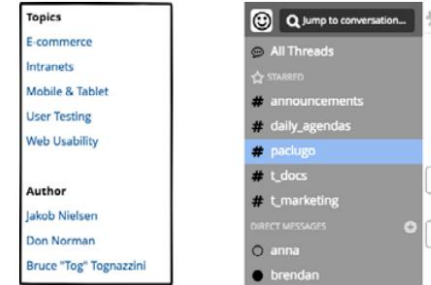 Topics
E-commerce
Intranets
Mobile & Tablet
User Testing
Web Usability
Author
Jakob Nielsen
Don Norman
Bruce "Tog" Tognazzini
Jump to conversation...
All Threads
STARRED
# announcements
# daily_agendas
# paclugo
# t_docs
# t_marketing
DIRECT MESSAGES
anna
brendan